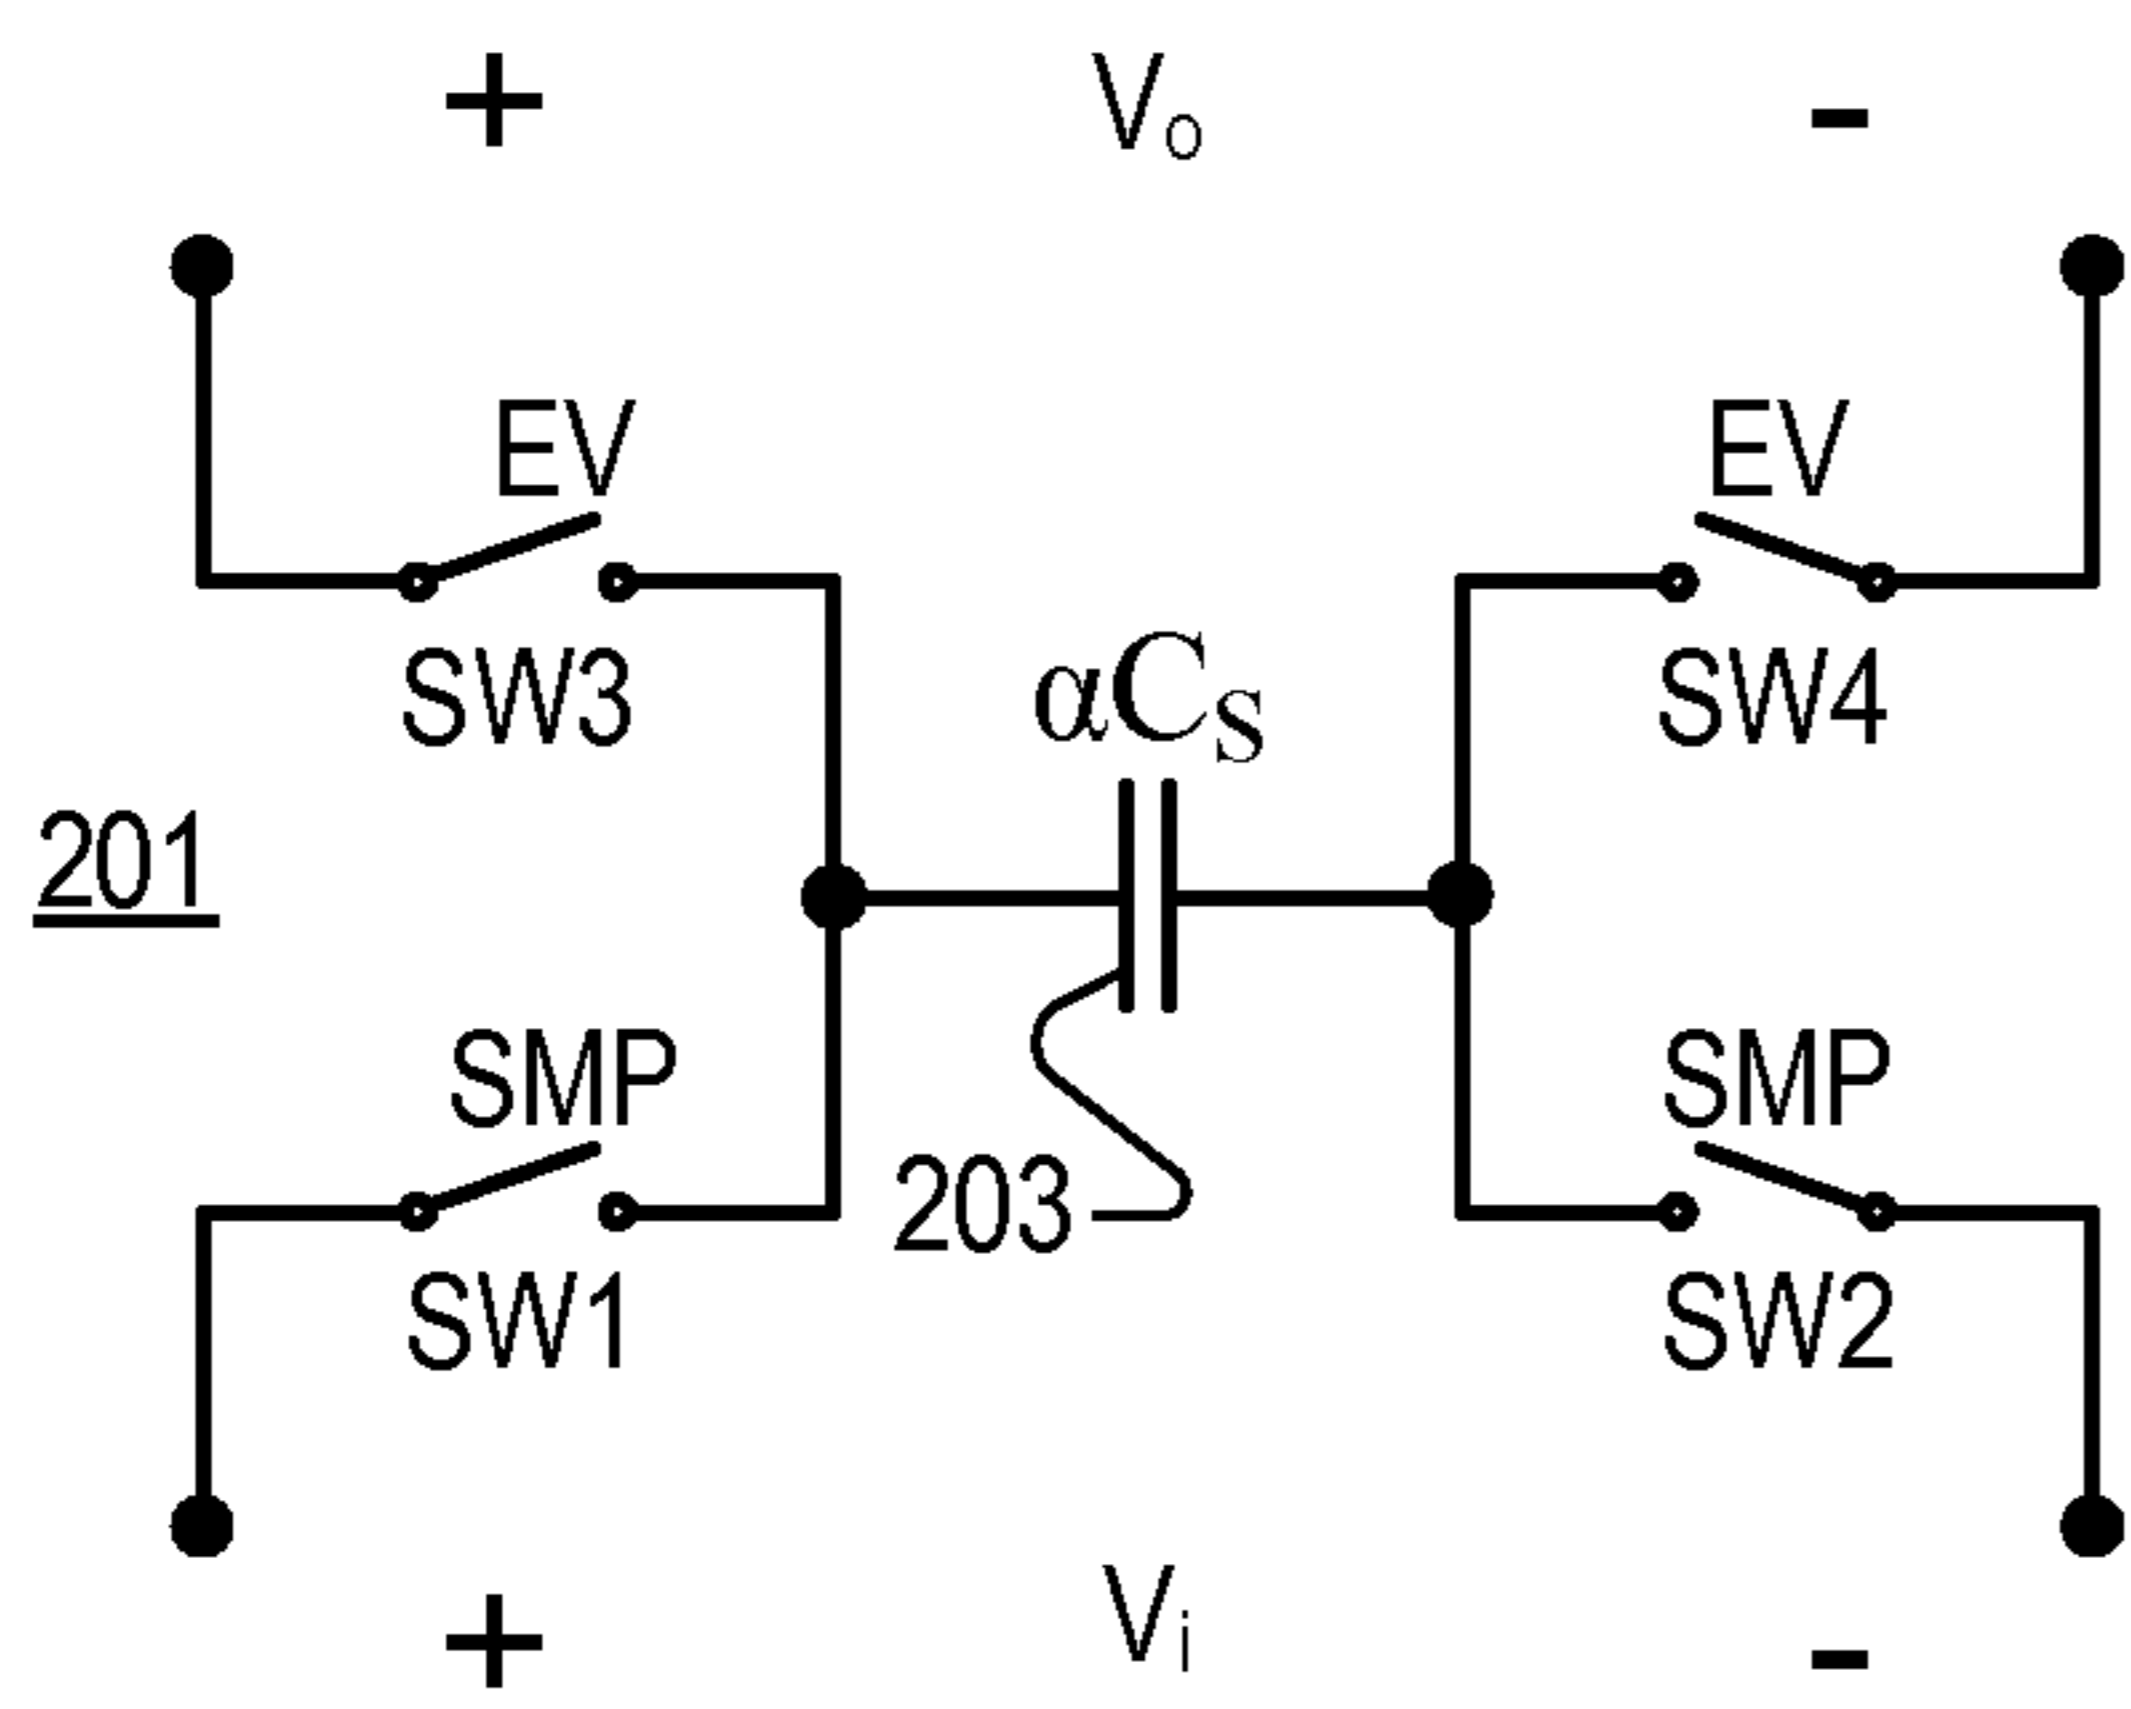 + Vo -
EV EV
SW3 αCS SW4
201
SMP SMP
203
SW1 SW2
+ Vi -